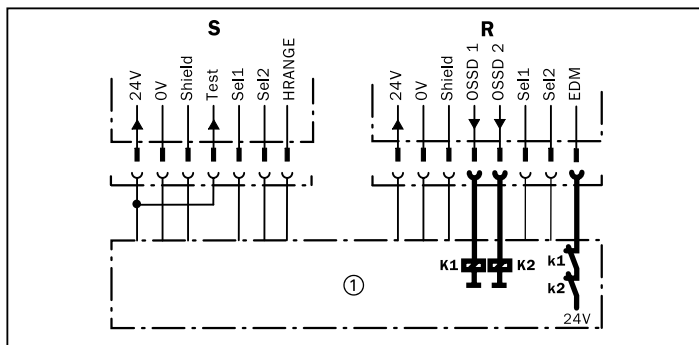 S
R
24V
0V
Shield
Test
Sel1
Sel2
HRANGE
24V
0V
Shield
OSSD 1
OSSD 2
Sel1
Sel2
EDM
K1
K2
k1
k2
①
24V